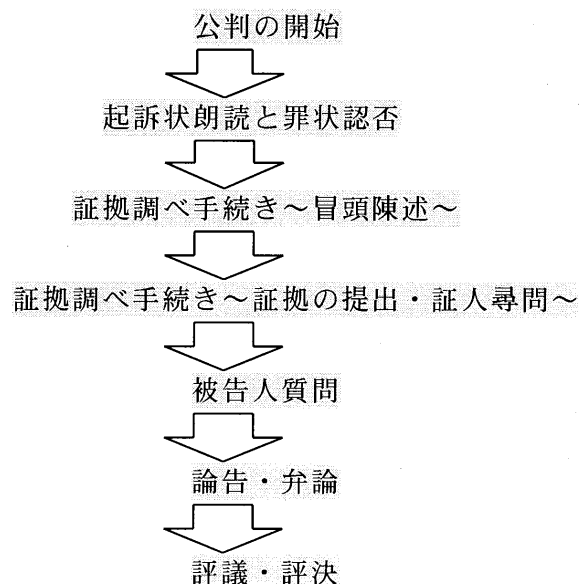 公判の開始
起訴状朗読と罪状認否
証拠調べ手続き～冒頭陳述～
証拠調べ手続き～証拠の提出・証人尋問～
被告人質問
論告・弁論
評議・評決